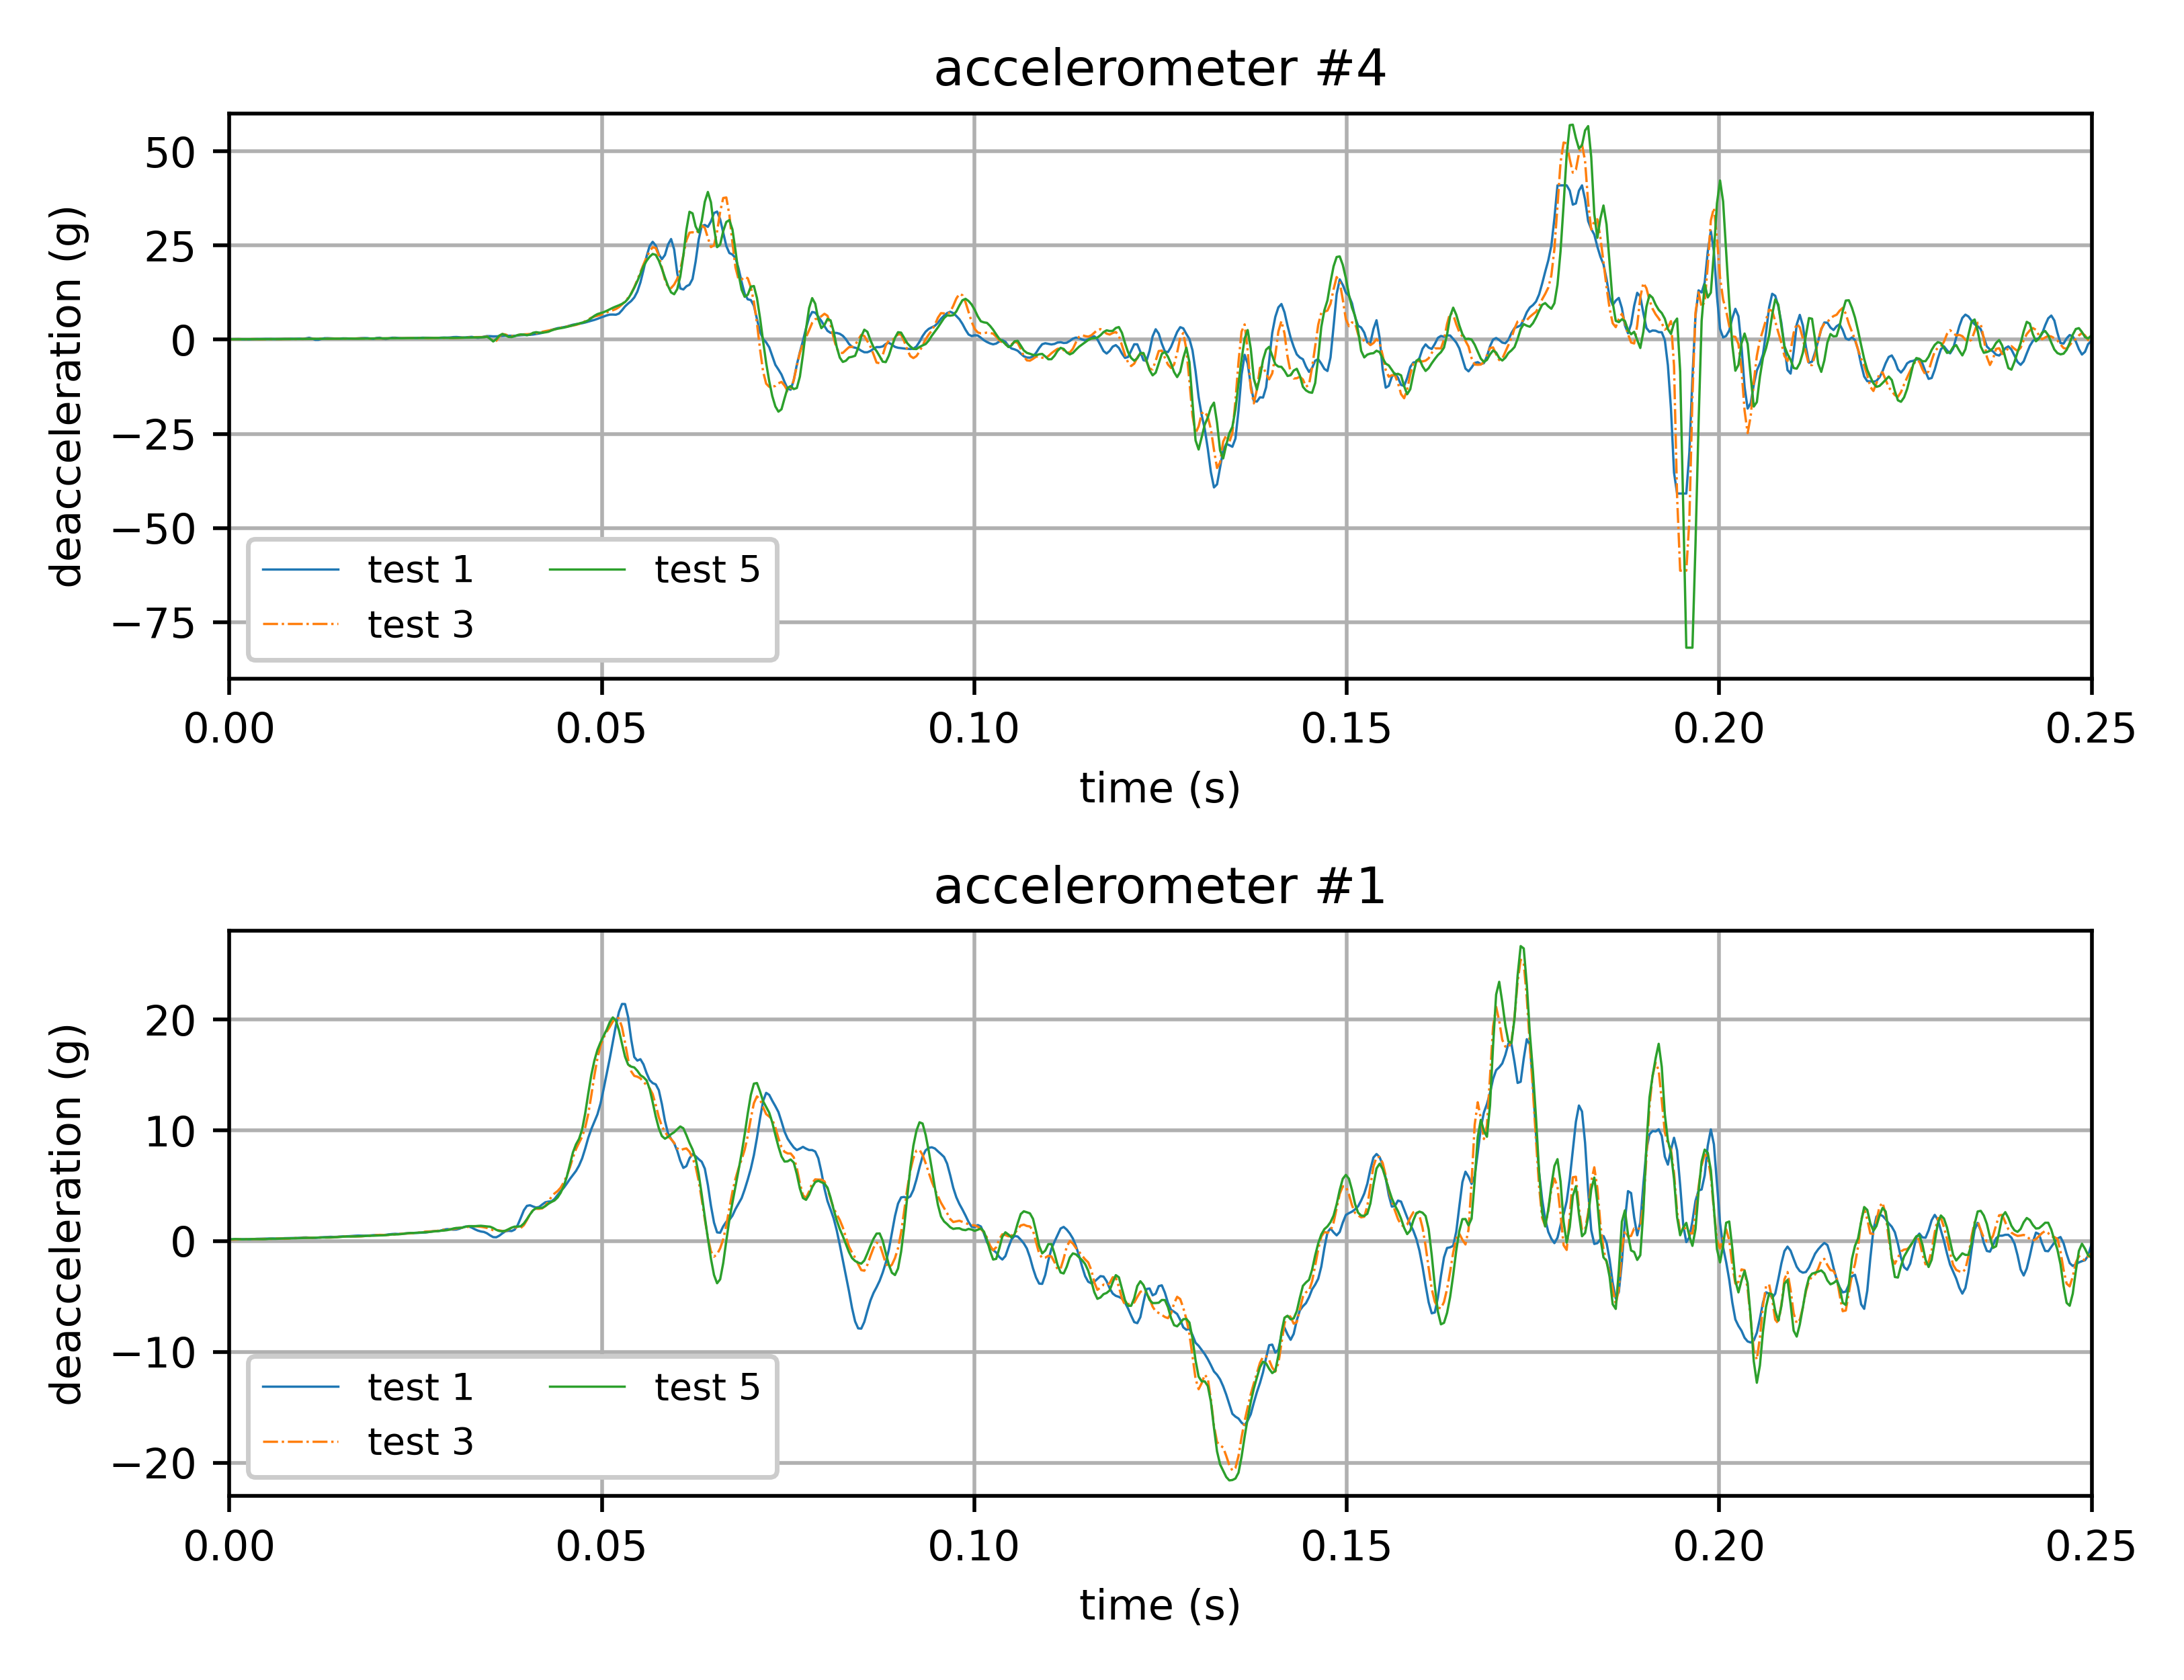 accelerometer #4
deacceleration (g)
50
25
0
−25
−50
−75
test 1
test 3
test 5
0.00 0.05 0.10 0.15 0.20 0.25
time (s)
accelerometer #1
deacceleration (g)
20
10
0
−10
−20
test 1
test 3
test 5
0.00 0.05 0.10 0.15 0.20 0.25
time (s)